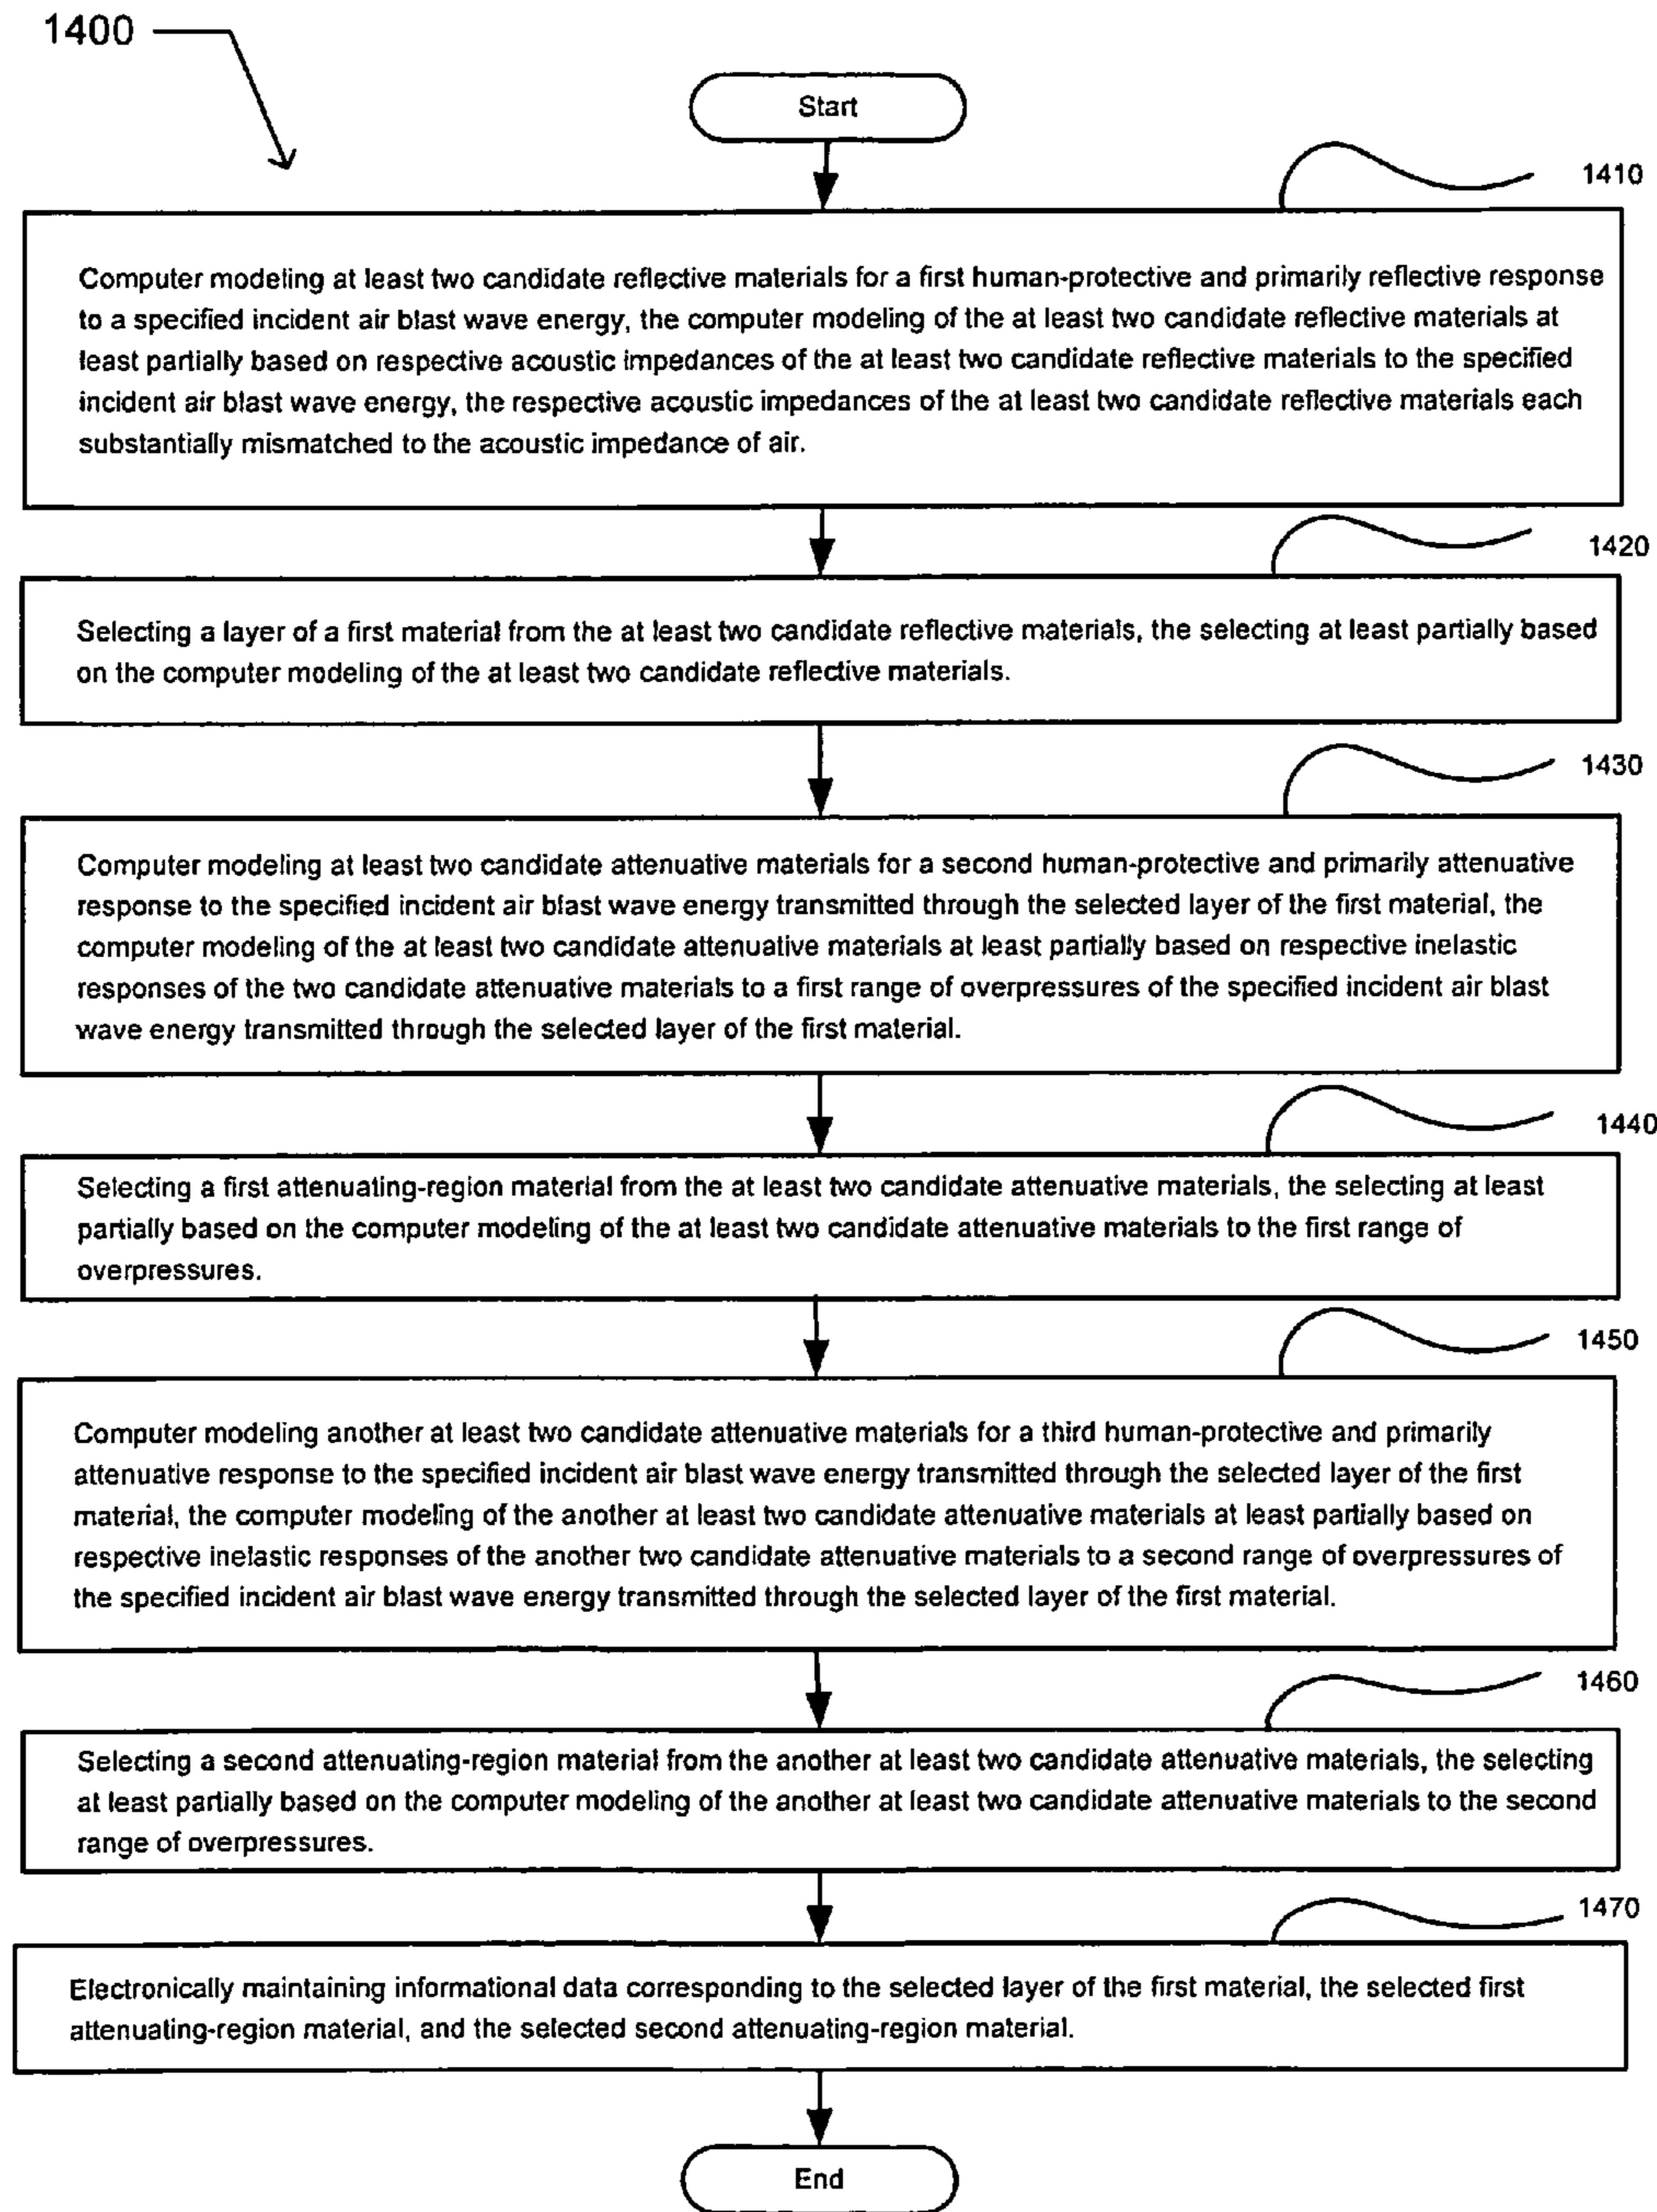 1400
Start
1410
Computer modeling at least two candidate reflective materials for a first human-protective and primarily reflective response
to a specified incident air blast wave energy, the computer modeling of the at least two candidate reflective materials at
least partially based on respective acoustic impedances of the at least two candidate reflective materials to the specified
incident air blast wave energy, the respective acoustic impedances of the at least two candidate reflective materials each
substantially mismatched to the acoustic impedance of air.
1420
Selecting a layer of a first material from the at least two candidate reflective materials, the selecting at least partially based
on the computer modeling of the at least two candidate reflective materials.
1430
Computer modeling at least two candidate attenuative materials for a second human-protective and primarily attenuative
response to the specified incident air blast wave energy transmitted through the selected layer of the first material, the
computer modeling of the at least two candidate attenuative materials at least partially based on respective inelastic
responses of the two candidate attenuative materials to a first range of overpressures of the specified incident air blast
wave energy transmitted through the selected layer of the first material.
1440
Selecting a first attenuating-region material from the at least two candidate attenuative materials, the selecting at least
partially based on the computer modeling of the at least two candidate attenuative materials to the first range of
overpressures.
1450
Computer modeling another at least two candidate attenuative materials for a third human-protective and primarily
attenuative response to the specified incident air blast wave energy transmitted through the selected layer of the first
material, the computer modeling of the another at least two candidate attenuative materials at least partially based on
respective inelastic responses of the another two candidate attenuative materials to a second range of overpressures of
the specified incident air blast wave energy transmitted through the selected layer of the first material.
1460
Selecting a second attenuating-region material from the another at least two candidate attenuative materials, the selecting
at least partially based on the computer modeling of the another at least two candidate attenuative materials to the second
range of overpressures.
1470
Electronically maintaining informational data corresponding to the selected layer of the first material, the selected first
attenuating-region material, and the selected second attenuating-region material.
End